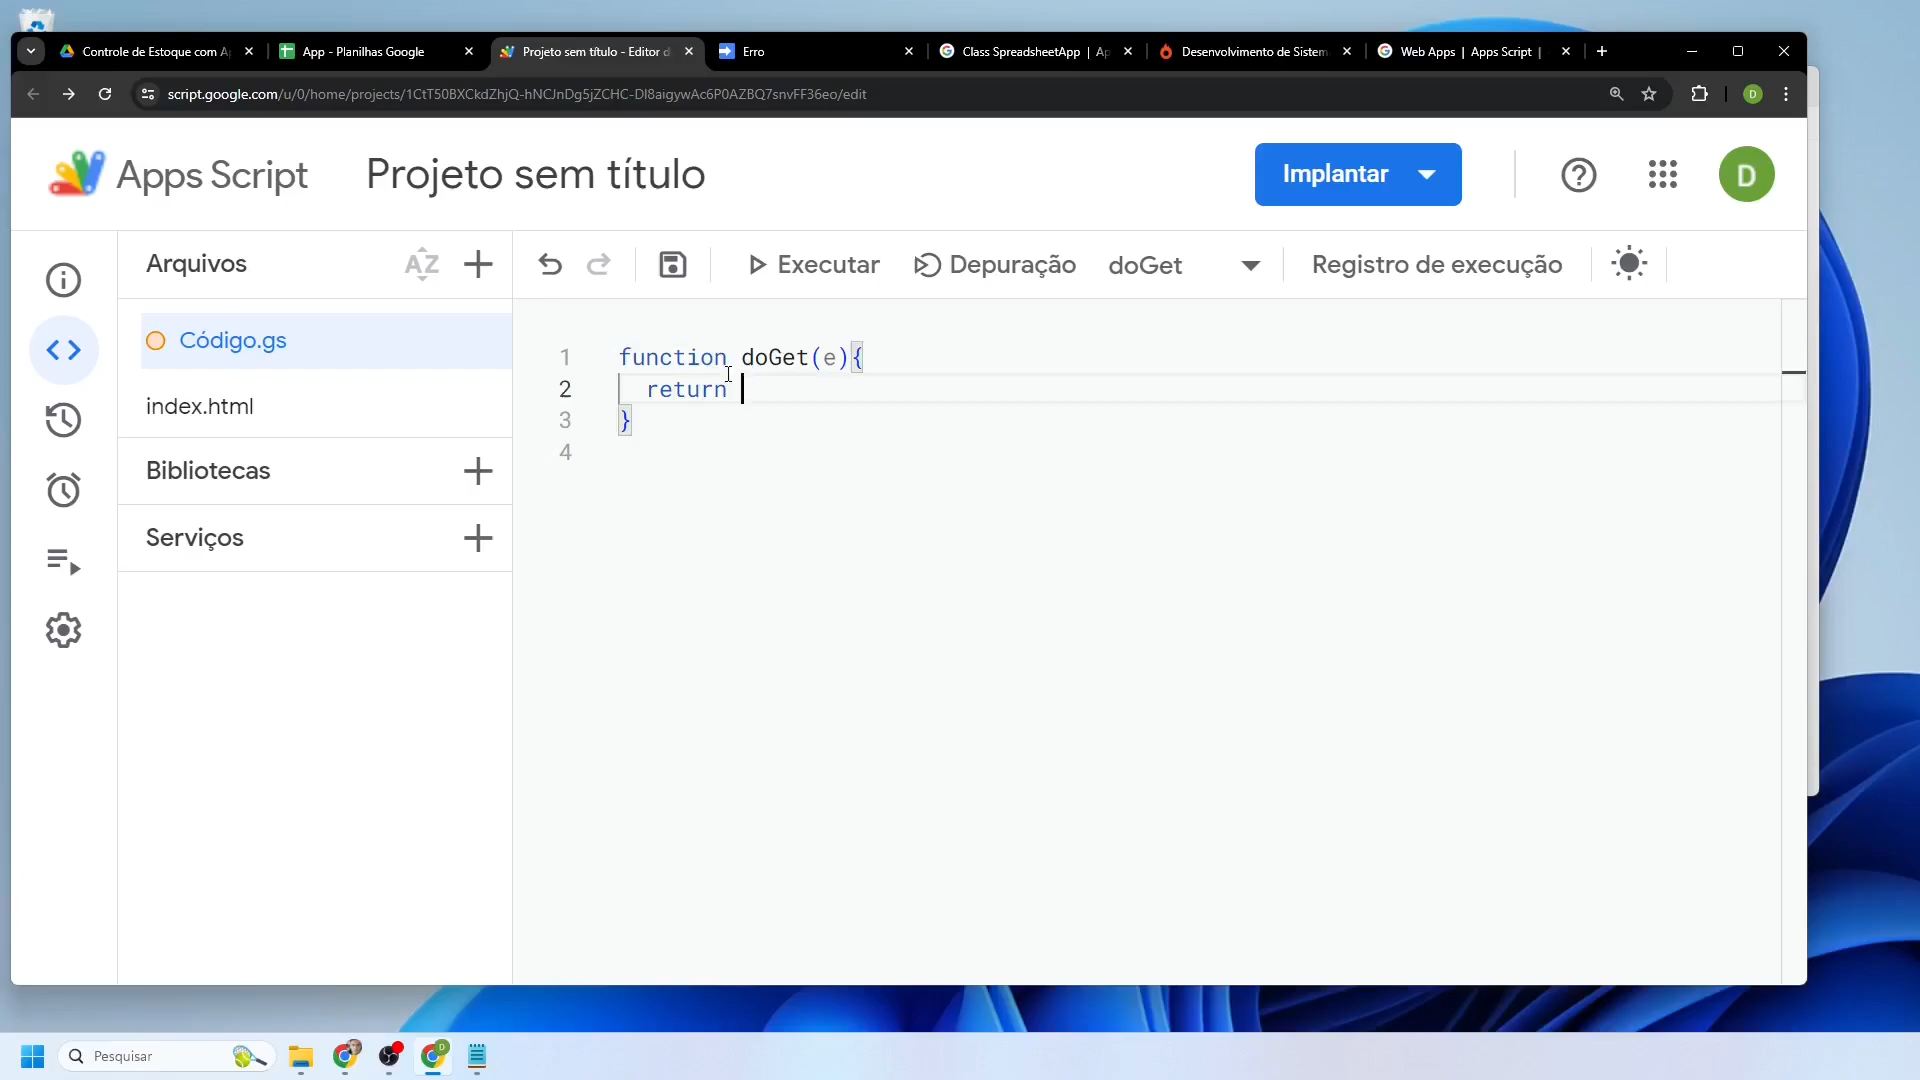 Controle de Estoque com A
App - Planilhas Google
Projeto sem título - Editor d
Erro
Class SpreadsheetApp | Ap
Desenvolvimento de Sistem
Web Apps | Apps Script |
script.google.com/u/0/home/projects/1CtT50BXCkdZhjQ-hNCJnDg5jZCHC-Dl8aigywAc6P0AZBQ7snvFF36eo/edit
D
Apps Script
Projeto sem título
Implantar
D
Arquivos
AZ
Executar
Depuração
doGet
Registro de execução
Código.gs
index.html
Bibliotecas
Serviços
1 function doGet(e){
2 return
3 }
4
Pesquisar
D